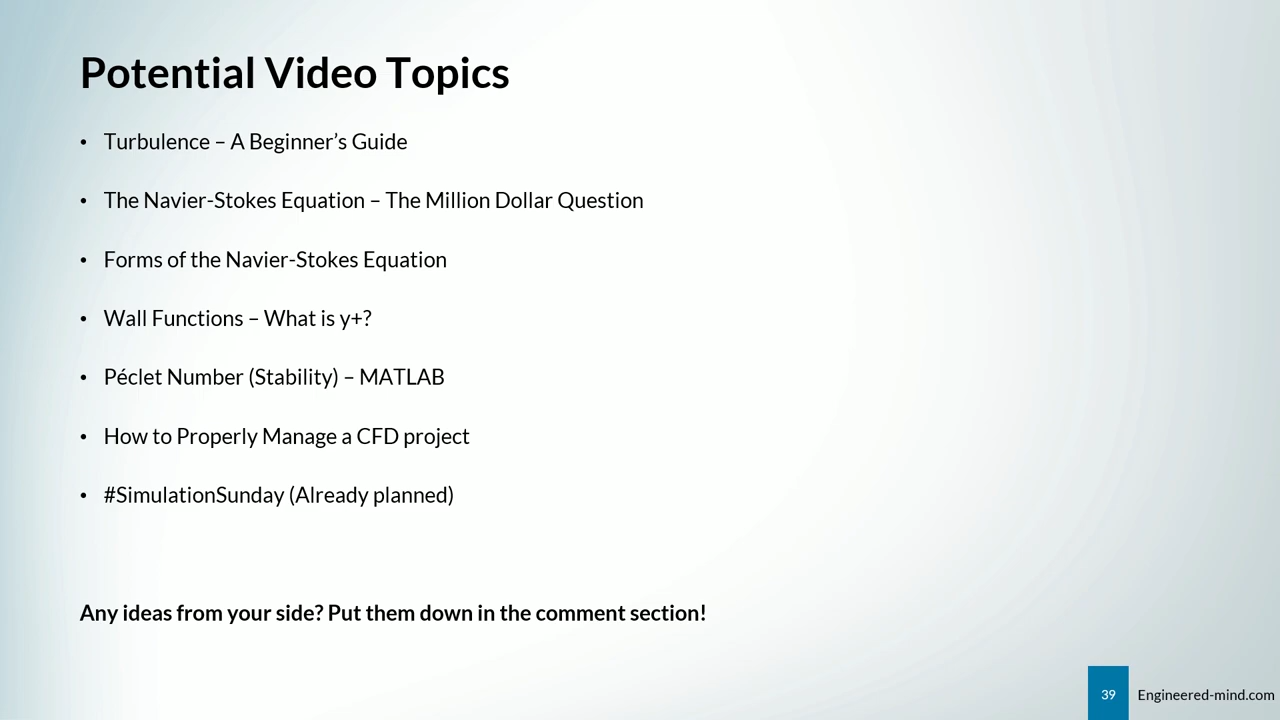 Potential Video Topics
• Turbulence – A Beginner’s Guide
• The Navier-Stokes Equation – The Million Dollar Question
• Forms of the Navier-Stokes Equation
• Wall Functions – What is y+?
• Péclet Number (Stability) – MATLAB
• How to Properly Manage a CFD project
• #SimulationSunday (Already planned)
Any ideas from your side? Put them down in the comment section!
39 Engineered-mind.com